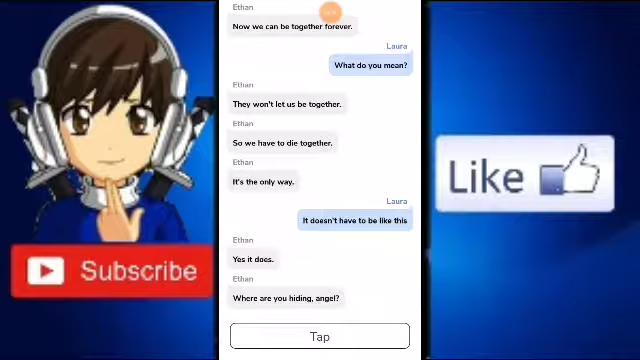 Ethan
Now we can be together forever.
Laura
What do you mean?
Ethan
They won't let us be together.
Ethan
So we have to die together.
Ethan
It's the only way.
Laura
It doesn't have to be like this
Ethan
Yes it does.
Ethan
Where are you hiding, angel?
Tap
Subscribe
Like